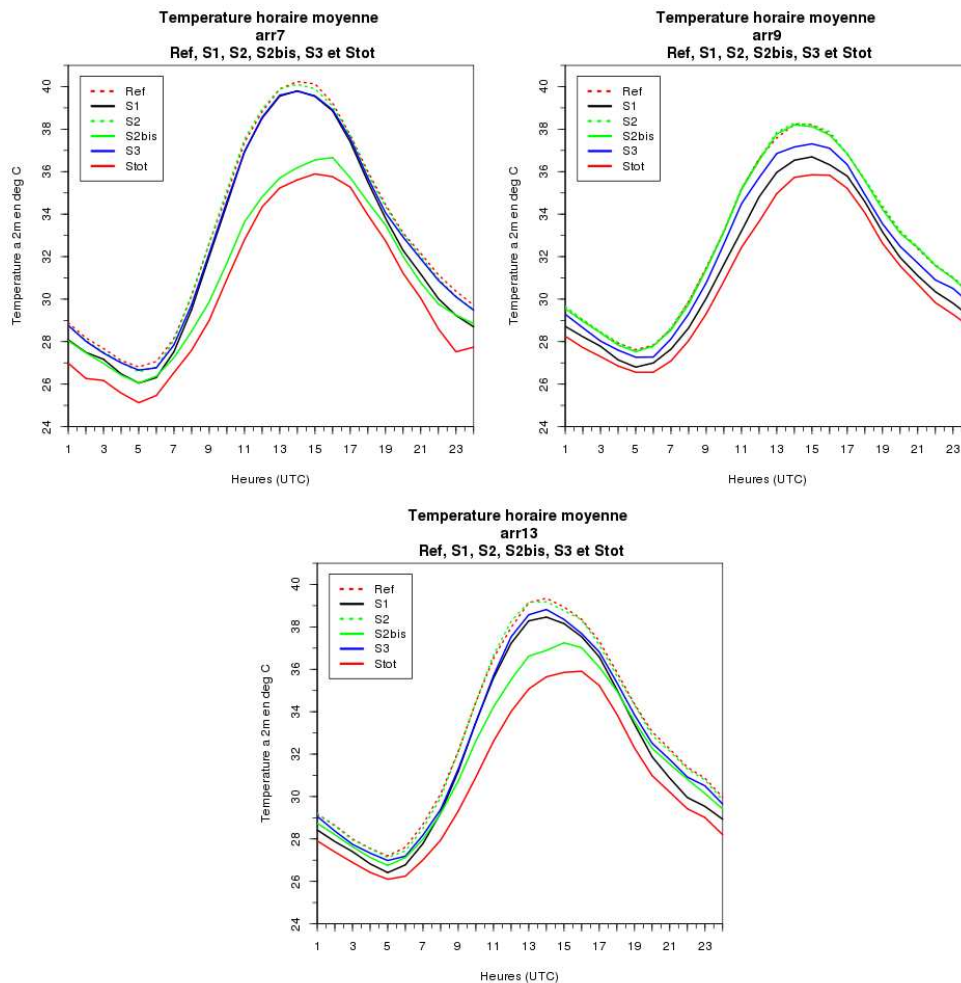 Temperature horaire moyenne
arr7
Ref, S1, S2, S2bis, S3 et Stot
Temperature a 2m en deg C
40
38
36
34
32
30
28
26
24
Ref
S1
S2
S2bis
S3
Stot
1 3 5 7 9 11 13 15 17 19 21 23
Heures (UTC)
Temperature horaire moyenne
arr9
Ref, S1, S2, S2bis, S3 et Stot
Temperature a 2m en deg C
40
38
36
34
32
30
28
26
24
Ref
S1
S2
S2bis
S3
Stot
1 3 5 7 9 11 13 15 17 19 21 23
Heures (UTC)
Temperature horaire moyenne
arr13
Ref, S1, S2, S2bis, S3 et Stot
Temperature a 2m en deg C
40
38
36
34
32
30
28
26
24
Ref
S1
S2
S2bis
S3
Stot
1 3 5 7 9 11 13 15 17 19 21 23
Heures (UTC)